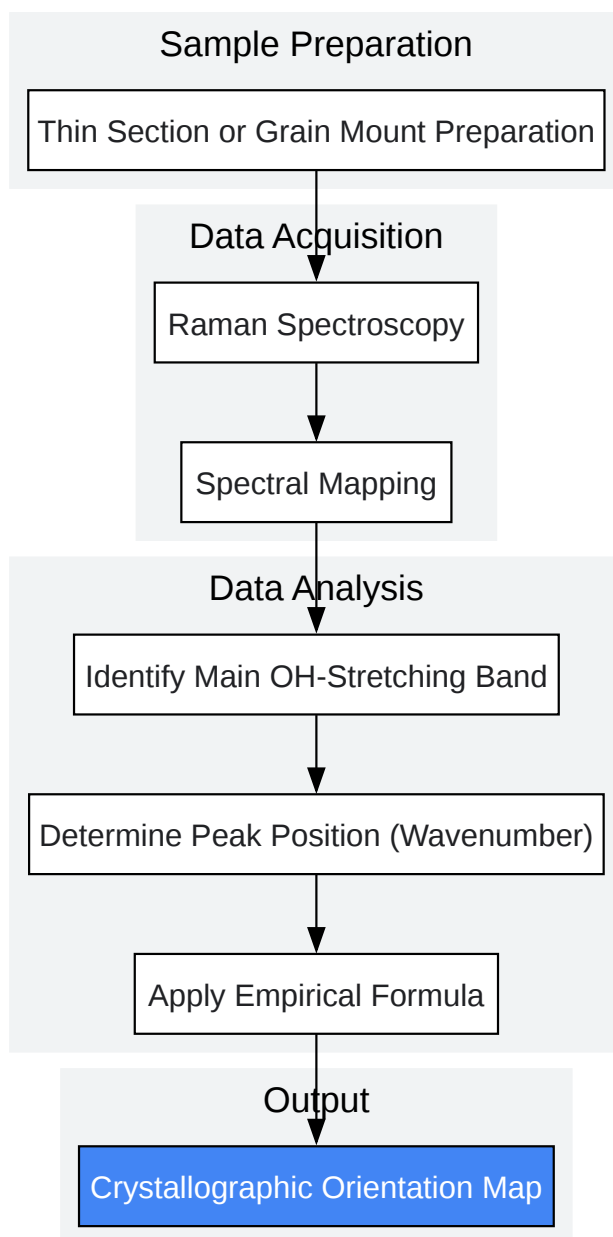 Sample Preparation
Thin Section or Grain Mount Preparation
Data Acquisition
Raman Spectroscopy
Spectral Mapping
Data Analysis
Identify Main OH-Stretching Band
Determine Peak Position (Wavenumber)
Apply Empirical Formula
Output
Crystallographic Orientation Map